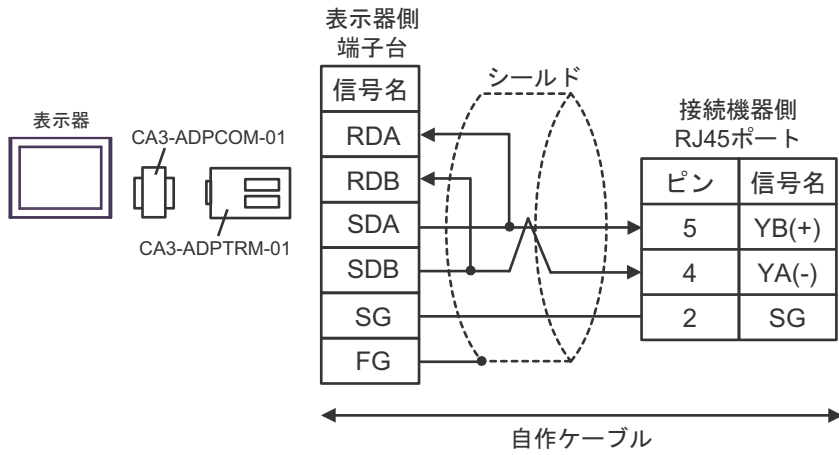 表示器
CA3-ADPCOM-01
CA3-ADPTRM-01
表示器側
端子台
信号名
RDA
RDB
SDA
SDB
SG
FG
シールド
接続機器側
RJ45ポート
ピン 信号名
5 YB(+)
4 YA(-)
2 SG
自作ケーブル